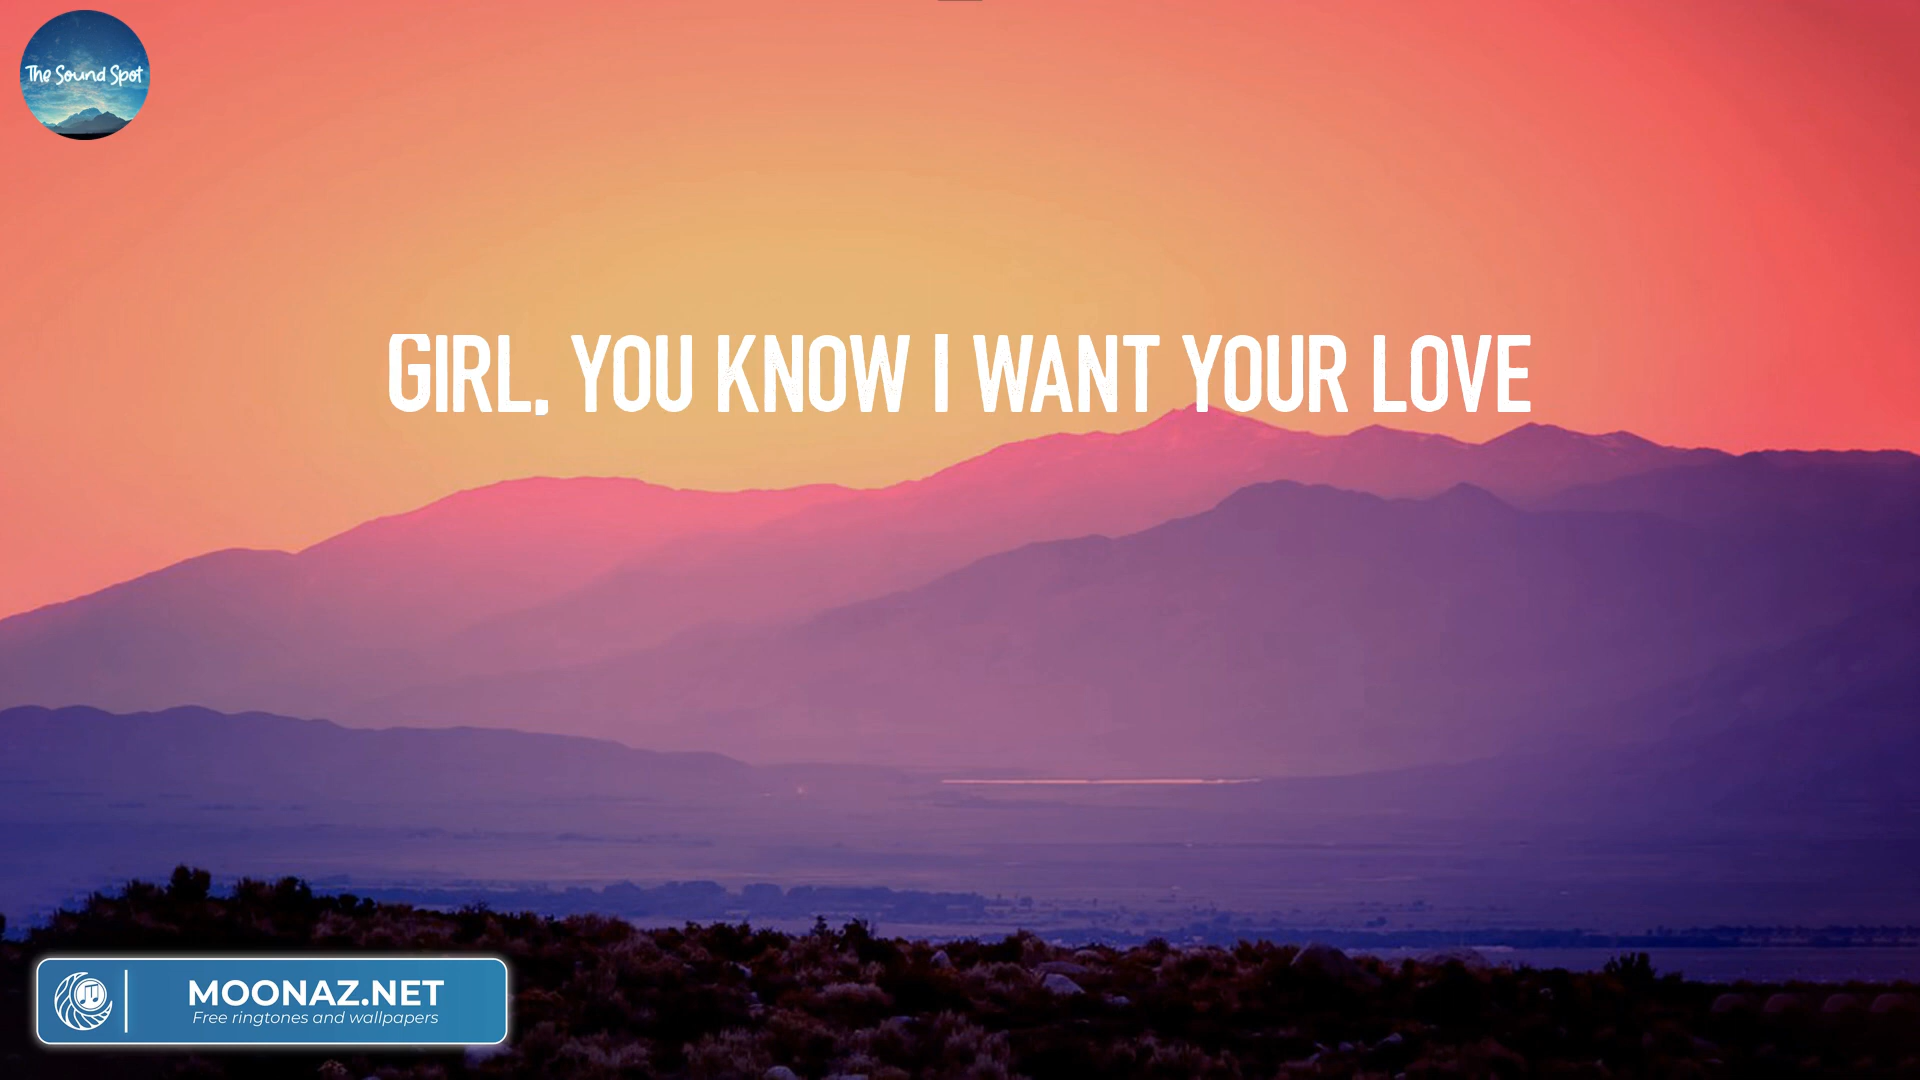 The Sound Spot
GIRL, YOU KNOW I WANT YOUR LOVE
MOONAZ.NET
Free ringtones and wallpapers